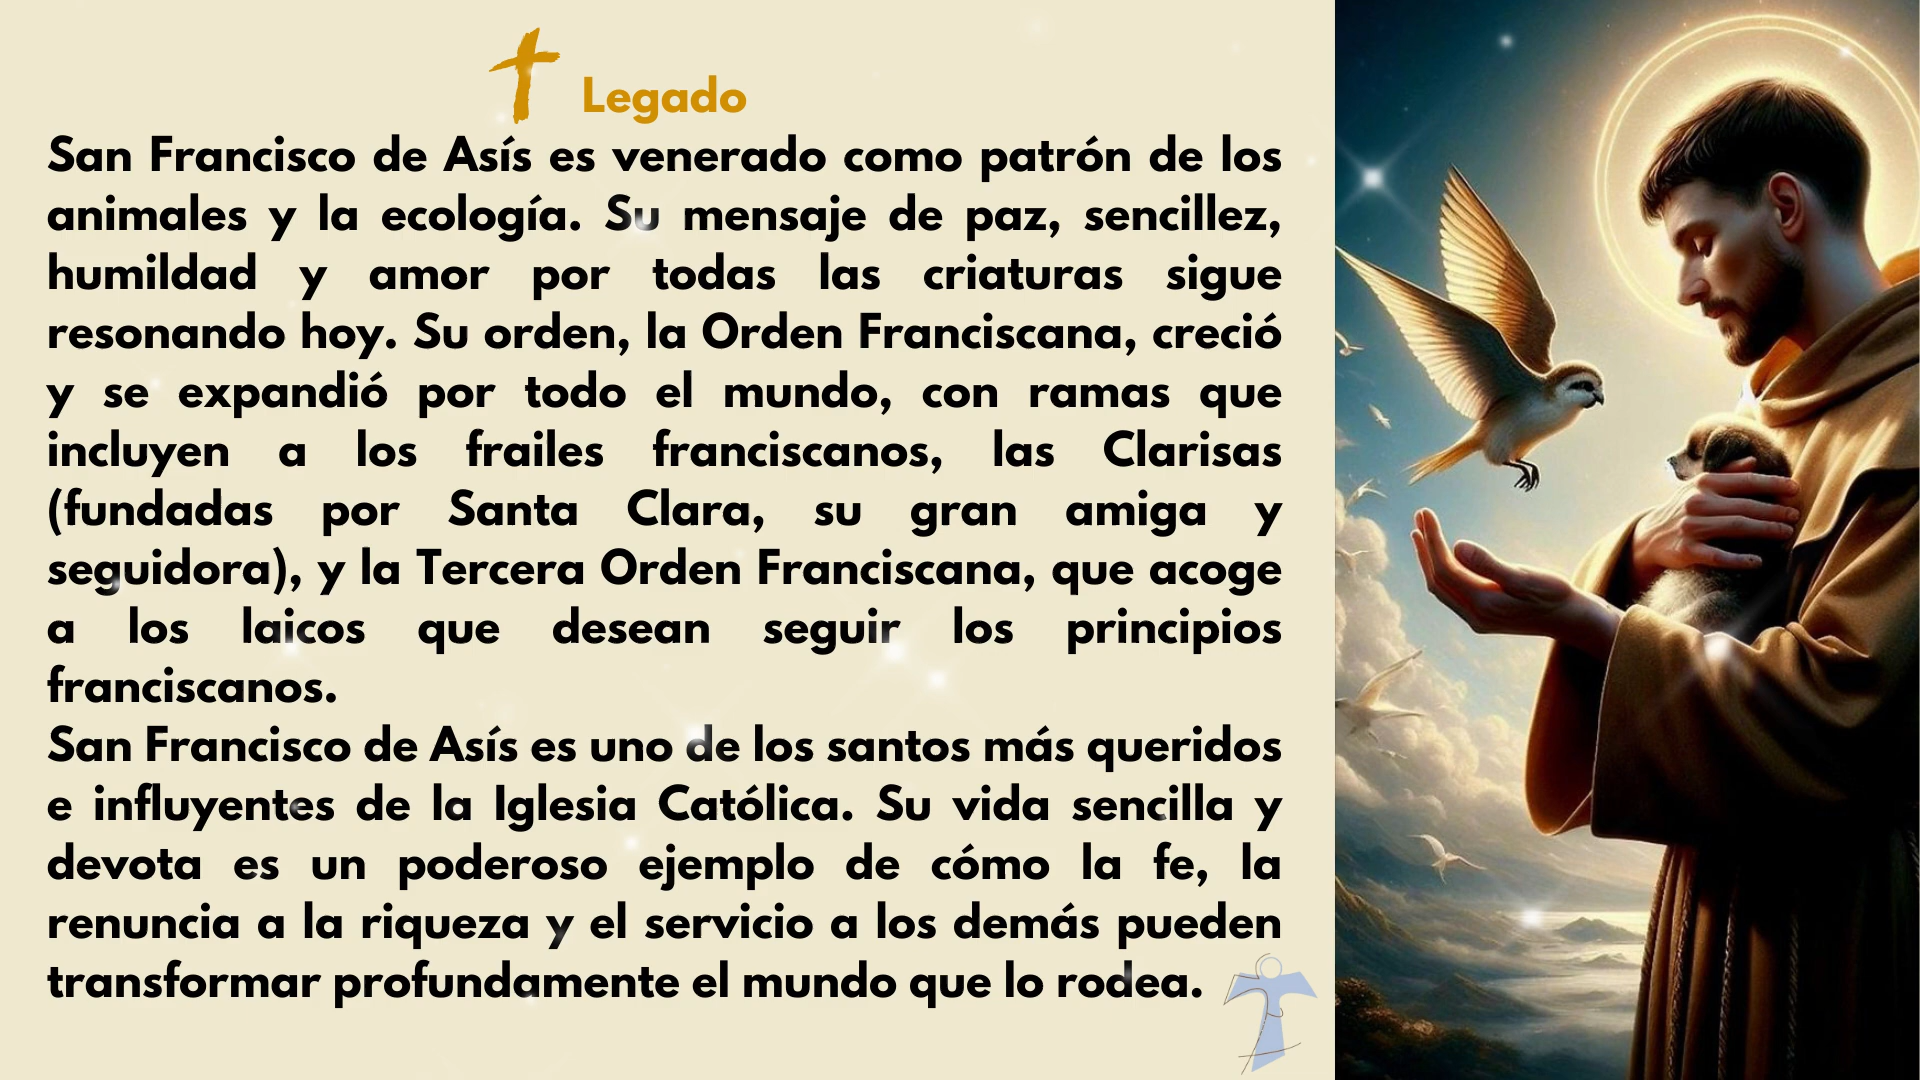 Legado
San Francisco de Asís es venerado como patrón de los
animales y la ecología. Su mensaje de paz, sencillez,
humildad y amor por todas las criaturas sigue
resonando hoy. Su orden, la Orden Franciscana, creció
y se expandió por todo el mundo, con ramas que
incluyen a los frailes franciscanos, las Clarisas
(fundadas por Santa Clara, su gran amiga y
seguidora), y la Tercera Orden Franciscana, que acoge
a los laicos que desean seguir los principios
franciscanos.
San Francisco de Asís es uno de los santos más queridos
e influyentes de la Iglesia Católica. Su vida sencilla y
devota es un poderoso ejemplo de cómo la fe, la
renuncia a la riqueza y el servicio a los demás pueden
transformar profundamente el mundo que lo rodea.